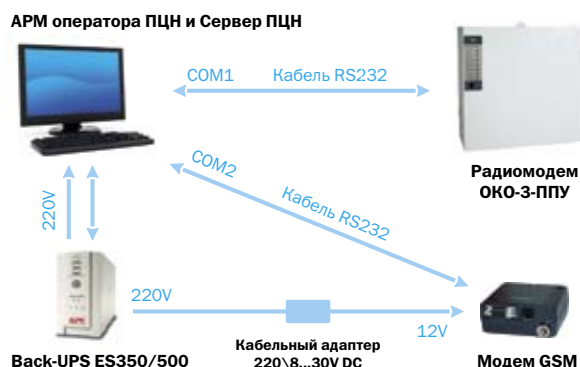 АРМ оператора ПЦН и Сервер ПЦН
COM1 Кабель RS232
Радиомодем
ОКО-3-ППУ
COM2 Кабель RS232
220V
220V
12V
Back-UPS ES350/500
Кабельный адаптер
220\8...30V DC
Модем GSM